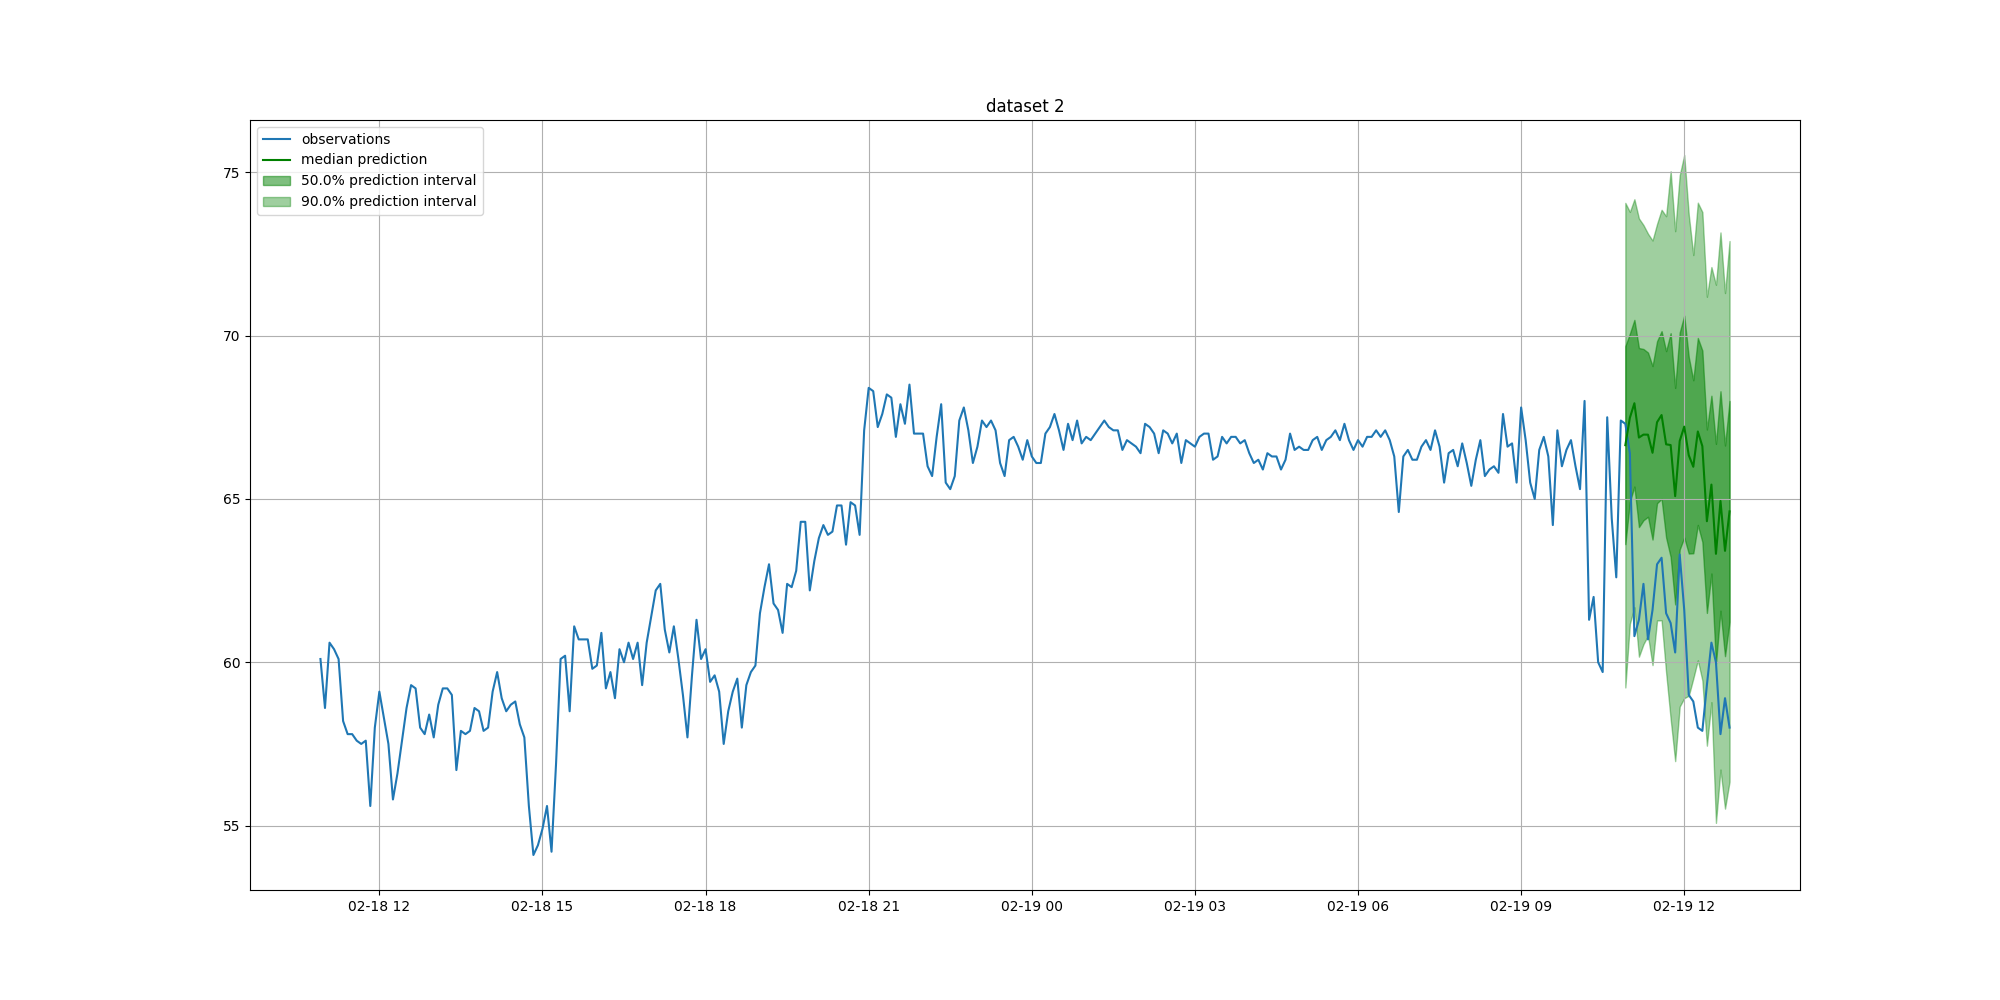 dataset 2
observations
median prediction
50.0% prediction interval
90.0% prediction interval
75
70
65
60
55
02-18 12
02-18 15
02-18 18
02-18 21
02-19 00
02-19 03
02-19 06
02-19 09
02-19 12